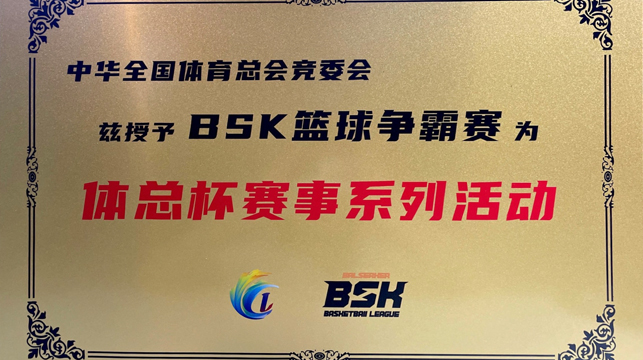 中华全国体育总会竞委会
兹授予 BSK篮球争霸赛 为
体总杯赛事系列活动
BSK
BASKETBALL LEAGUE